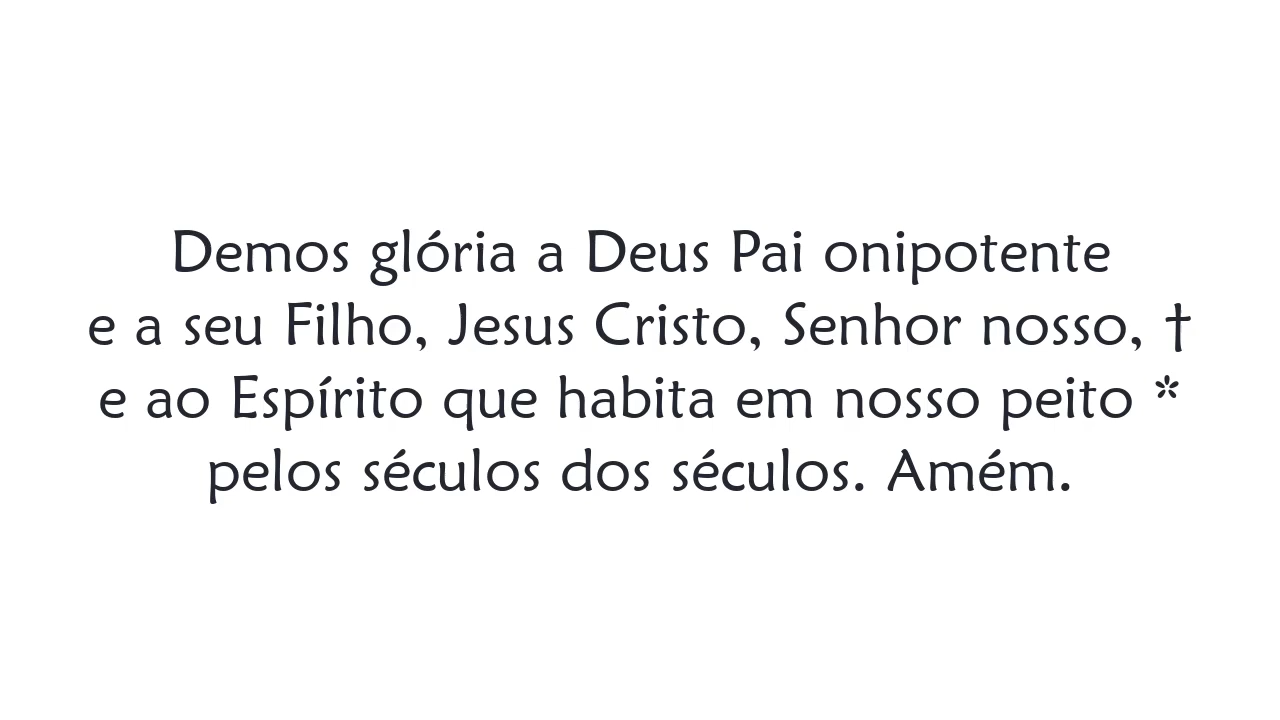 Demos glória a Deus Pai onipotente
e a seu Filho, Jesus Cristo, Senhor nosso, †
e ao Espírito que habita em nosso peito *
pelos séculos dos séculos. Amém.